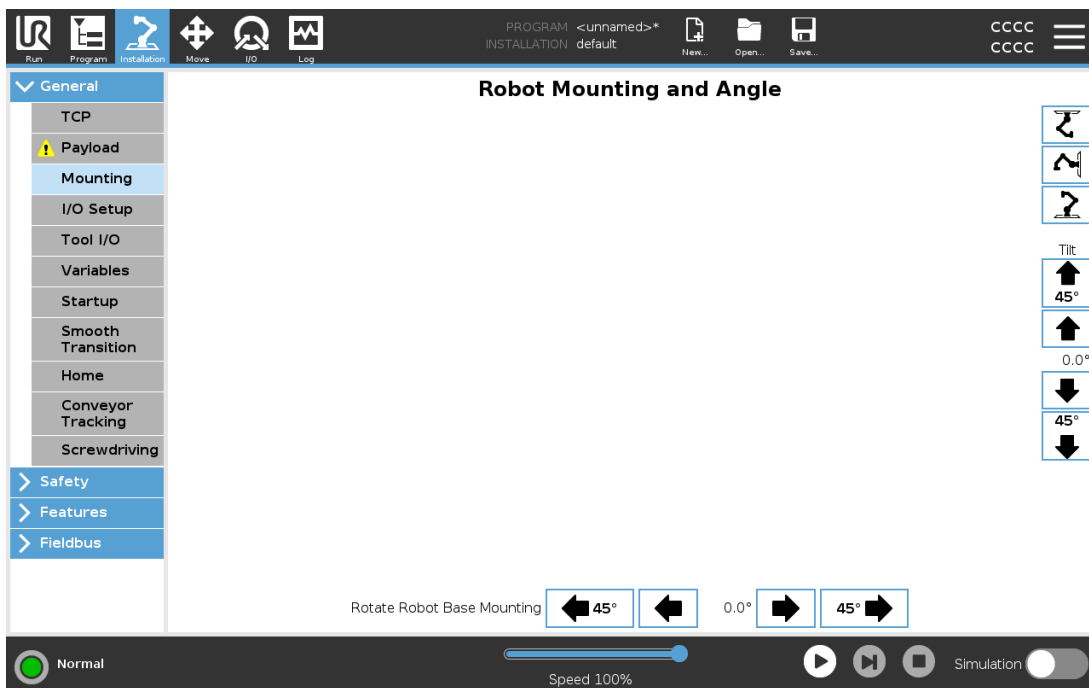 PROGRAM <unnamed>*
INSTALLATION default
New...
Open...
Save...
CCCC
CCCC
Run
Program
Installation
Move
I/O
Log
General
TCP
Payload
Mounting
I/O Setup
Tool I/O
Variables
Startup
Smooth
Transition
Home
Conveyor
Tracking
Screwdriving
Safety
Features
Fieldbus
Robot Mounting and Angle
Tilt
45°
0.0°
45°
Rotate Robot Base Mounting
45°
0.0°
45°
Normal
Speed 100%
Simulation